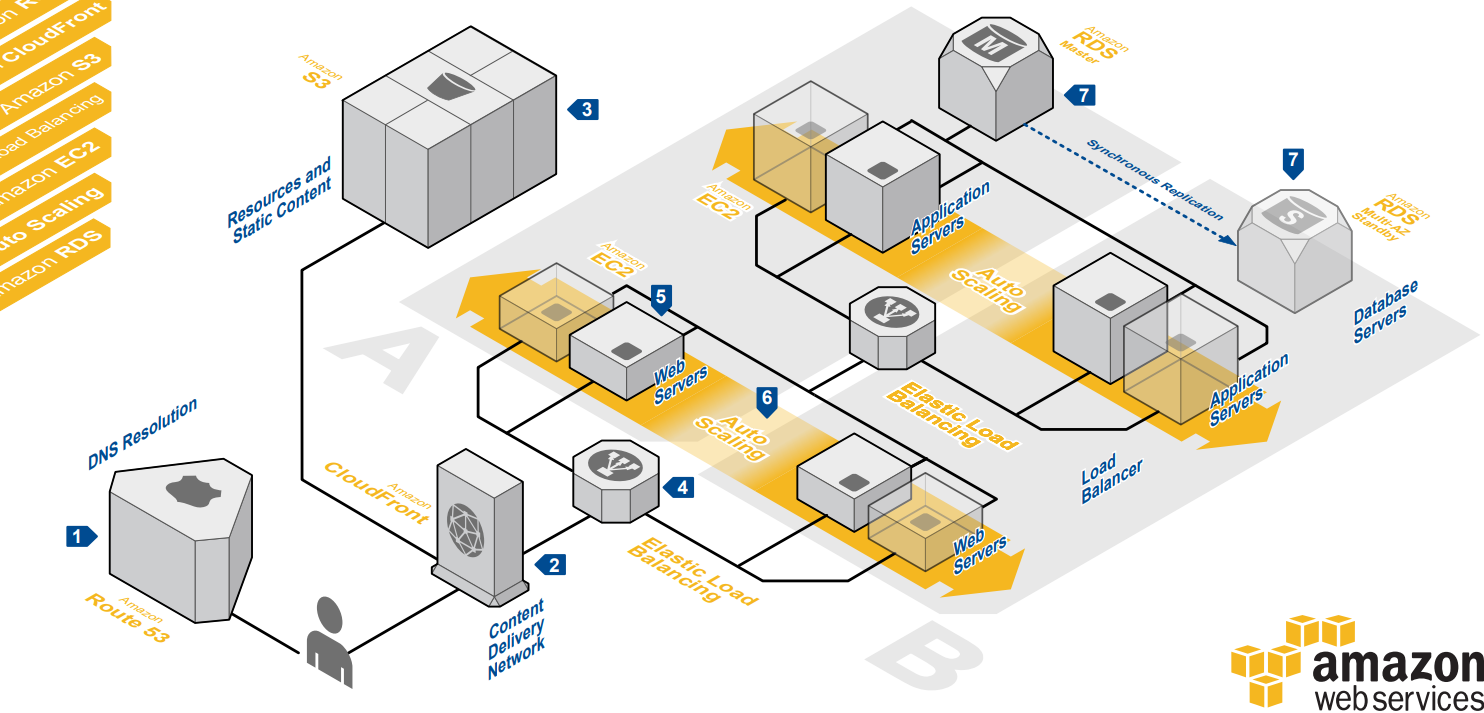 n R
CloudFront
Amazon S3
oad Balancing
mazon EC2
uto Scaling
mazon RDS
Amazon
S3
3
Resources and
Static Content
M
Amazon
RDS
Master
7
Synchronous Replication
7
S
Amazon
RDS
Multi-AZ
Standby
Database
Servers
Amazon
EC2
Application
Servers
Auto
Scaling
Amazon
EC2
5
Web
Servers
A
6
Auto
Scaling
Elastic Load
Balancing
Application
Servers
Load
Balancer
DNS Resolution
1
Amazon
Route 53
Amazon
CloudFront
2
Content
Delivery
Network
4
Elastic Load
Balancing
Web
Servers
B
amazon
web services